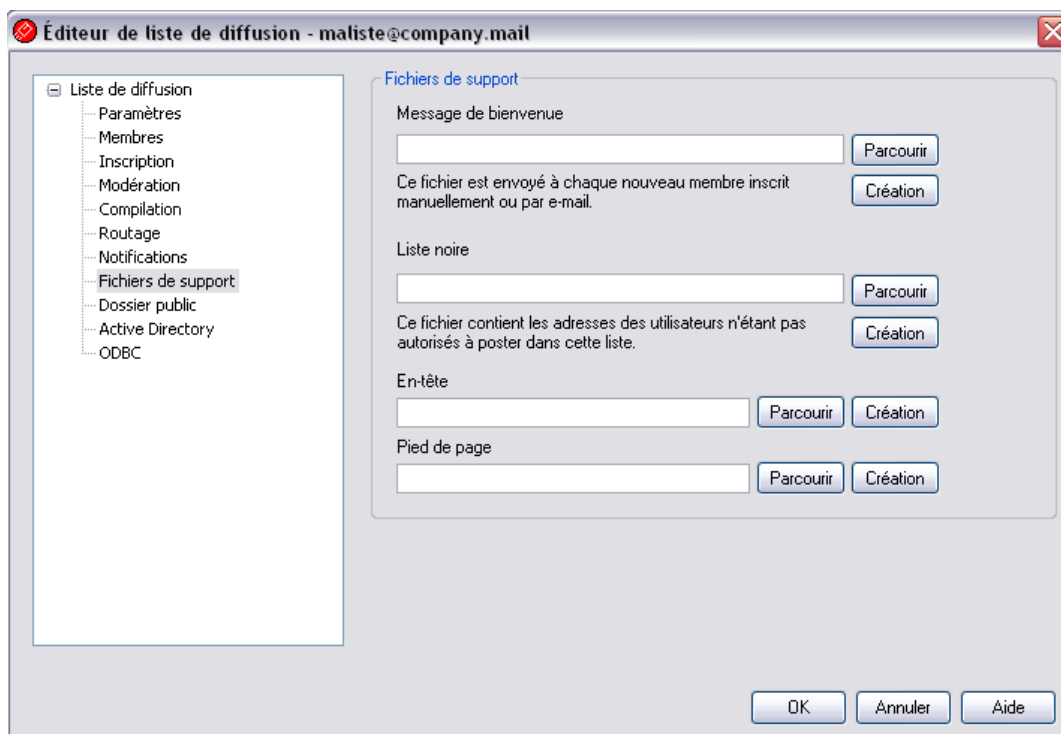 Éditeur de liste de diffusion - maliste@company.mail
Liste de diffusion
Paramètres
Membres
Inscription
Modération
Compilation
Routage
Notifications
Fichiers de support
Dossier public
Active Directory
ODBC
Fichiers de support
Message de bienvenue
Parcourir
Ce fichier est envoyé à chaque nouveau membre inscrit
manuellement ou par e-mail.
Création
Liste noire
Parcourir
Ce fichier contient les adresses des utilisateurs n'étant pas
autorisés à poster dans cette liste.
Création
En-tête
Parcourir
Création
Pied de page
Parcourir
Création
OK
Annuler
Aide